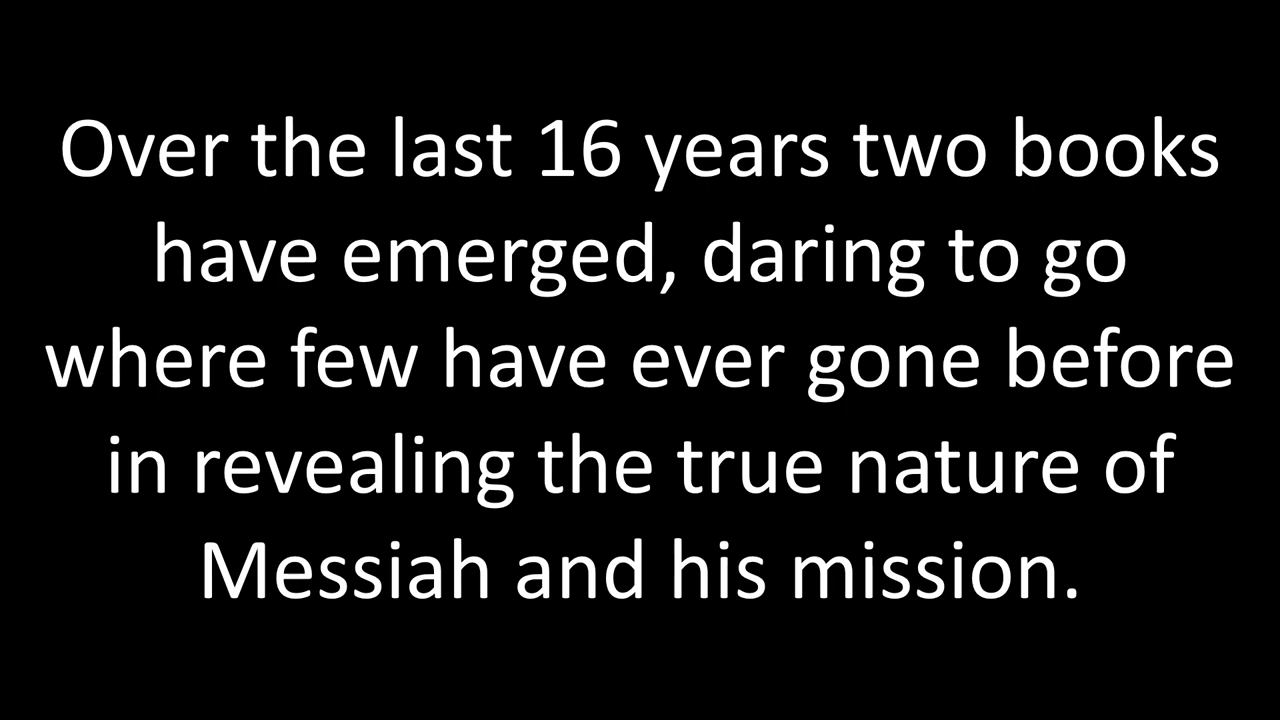 Over the last 16 years two books
have emerged, daring to go
where few have ever gone before
in revealing the true nature of
Messiah and his mission.